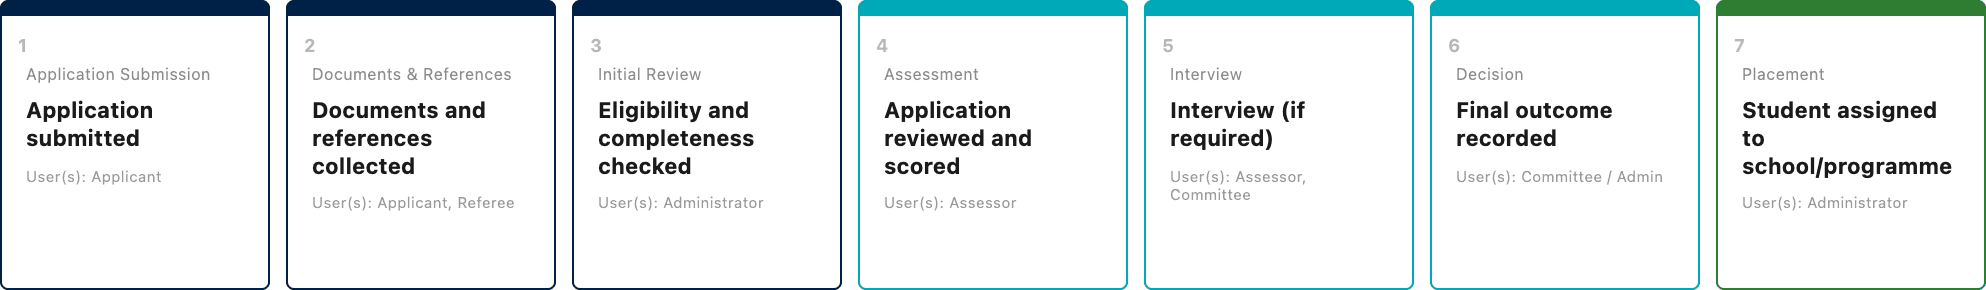 1
Application Submission
Application
submitted
User(s): Applicant
2
Documents & References
Documents and
references
collected
User(s): Applicant, Referee
3
Initial Review
Eligibility and
completeness
checked
User(s): Administrator
4
Assessment
Application
reviewed and
scored
User(s): Assessor
5
Interview
Interview (if
required)
User(s): Assessor,
Committee
6
Decision
Final outcome
recorded
User(s): Committee / Admin
7
Placement
Student assigned
to
school/programme
User(s): Administrator